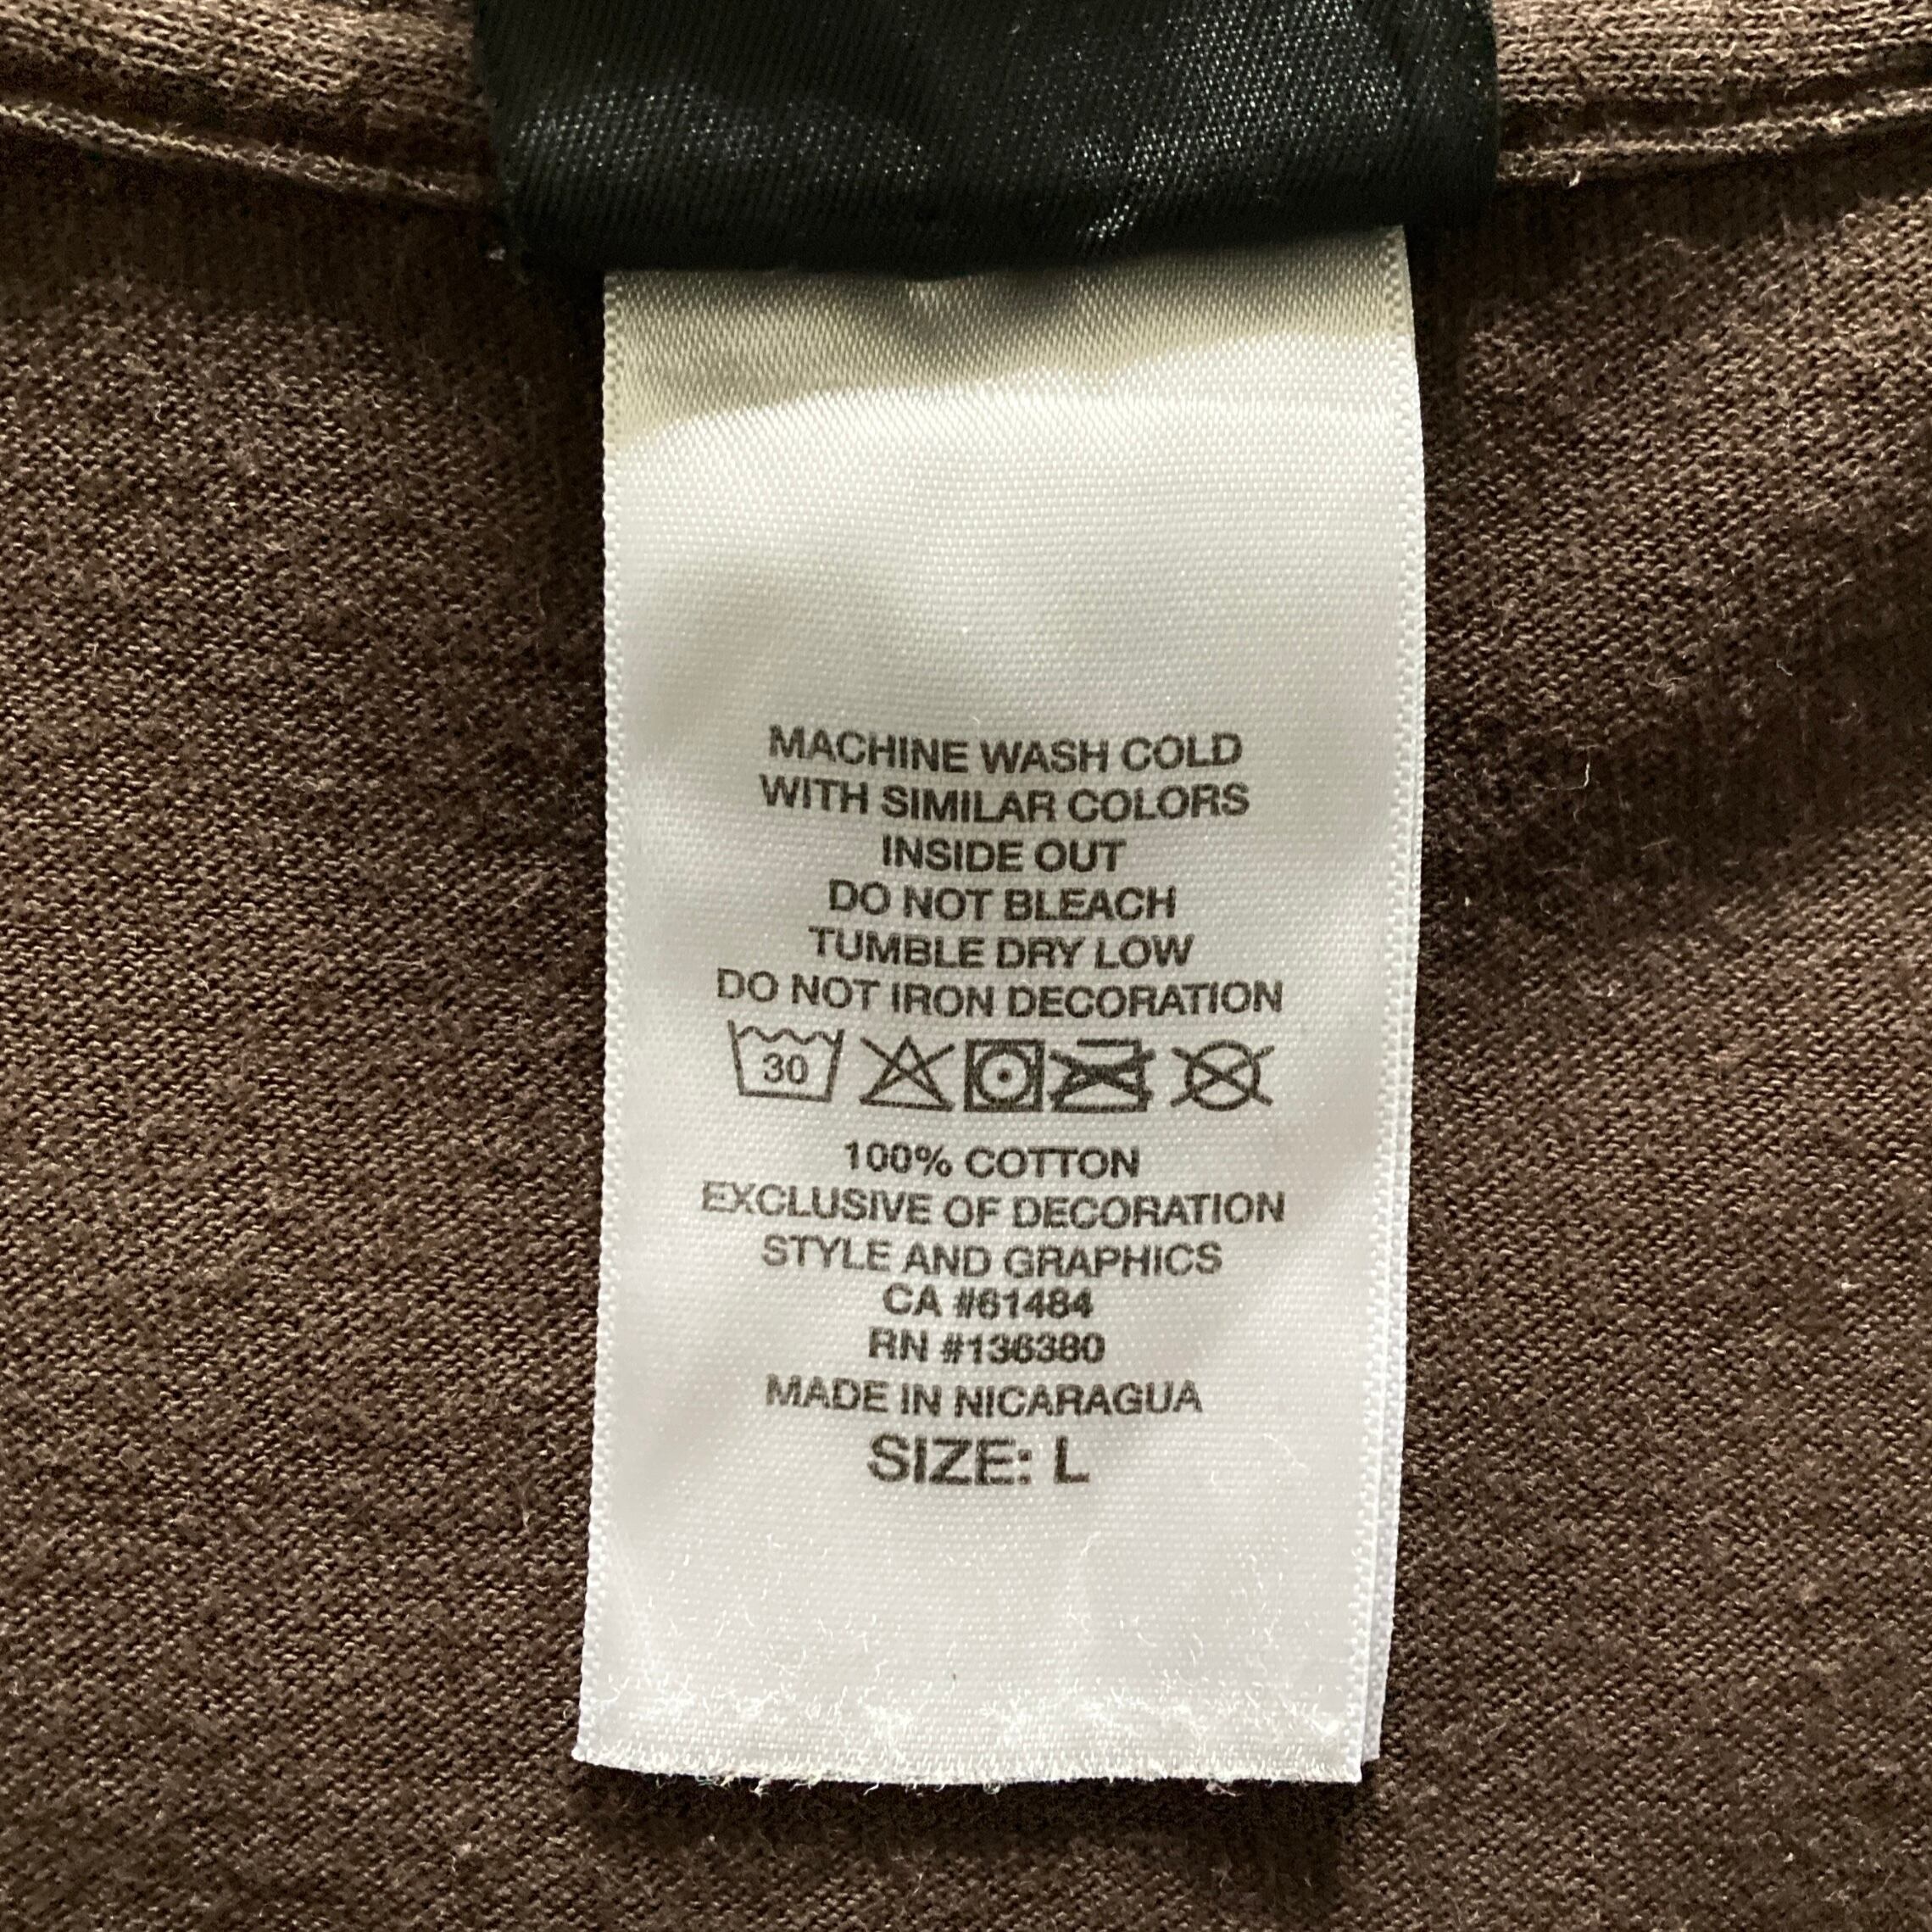 MACHINE WASH COLD
WITH SIMILAR COLORS
INSIDE OUT
DO NOT BLEACH
TUMBLE DRY LOW
DO NOT IRON DECORATION
30
100% COTTON
EXCLUSIVE OF DECORATION
STYLE AND GRAPHICS
CA #61484
RN #136380
MADE IN NICARAGUA
SIZE: L